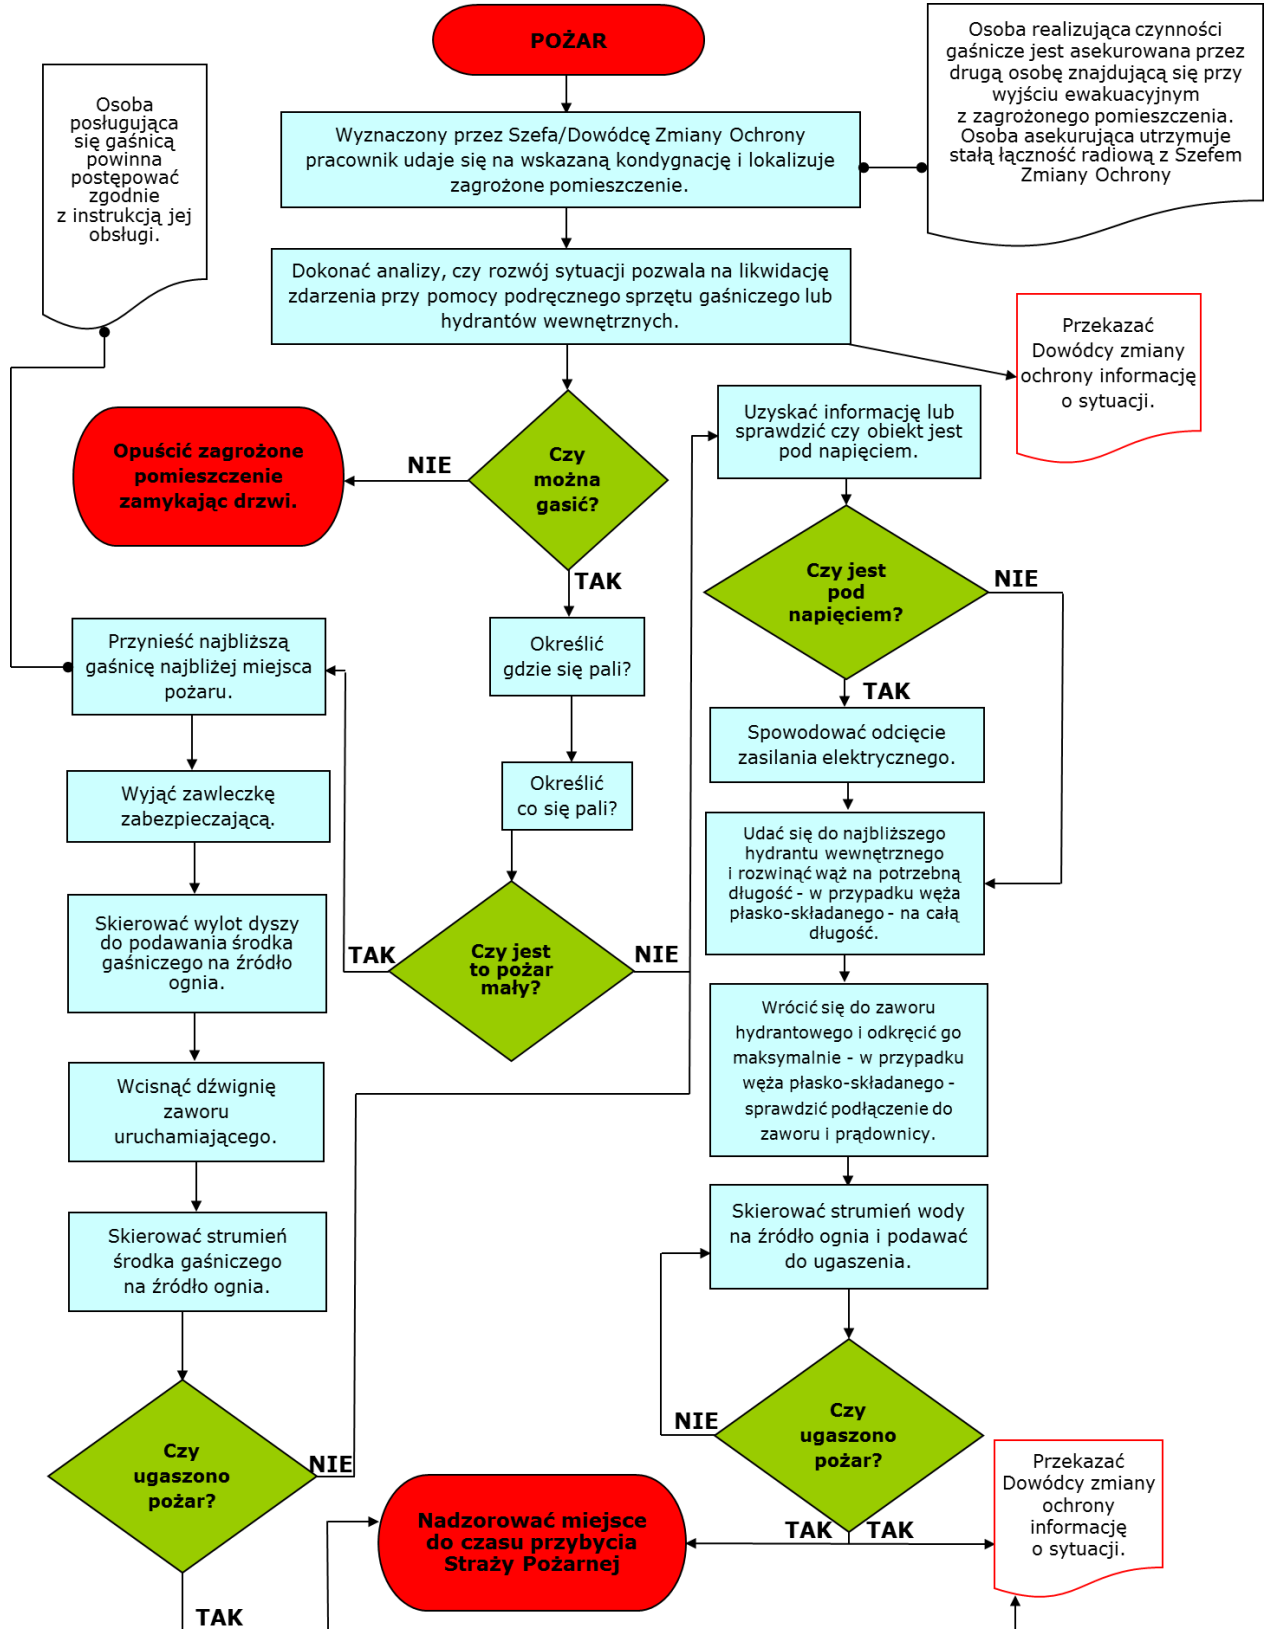 POŻAR
Osoba realizująca czynności
gaśnicze jest asekurowana przez
drugą osobę znajdującą się przy
wyjściu ewakuacyjnym
z zagrożonego pomieszczenia.
Osoba asekurująca utrzymuje
stałą łączność radiową z Szefem
Zmiany Ochrony
Osoba
posługująca
się gaśnicą
powinna
postępować
zgodnie
z instrukcją jej
obsługi.
Wyznaczony przez Szefa/Dowódcę Zmiany Ochrony
pracownik udaje się na wskazaną kondygnację i lokalizuje
zagrożone pomieszczenie.
Dokonać analizy, czy rozwój sytuacji pozwala na likwidację
zdarzenia przy pomocy podręcznego sprzętu gaśniczego lub
hydrantów wewnętrznych.
Przekazać
Dowódcy zmiany
ochrony informację
o sytuacji.
Czy
można
gasić?
NIE
Opuścić zagrożone
pomieszczenie
zamykając drzwi.
TAK
Określić
gdzie się pali?
Określić
co się pali?
Czy jest
to pożar
mały?
TAK
NIE
Przynieść najbliższą
gaśnicę najbliżej miejsca
pożaru.
Wyjąć zawleczkę
zabezpieczającą.
Skierować wylot dyszy
do podawania środka
gaśniczego na źródło
ognia.
Wcisnąć dźwignię
zaworu
uruchamiającego.
Skierować strumień
środka gaśniczego
na źródło ognia.
Czy
ugaszono
pożar?
NIE
TAK
Uzyskać informację lub
sprawdzić czy obiekt jest
pod napięciem.
Czy jest
pod
napięciem?
NIE
TAK
Spowodować odcięcie
zasilania elektrycznego.
Udać się do najbliższego
hydrantu wewnętrznego
i rozwinąć wąż na potrzebną
długość - w przypadku węża
płasko-składanego - na całą
długość.
Wrócić się do zaworu
hydrantowego i odkręcić go
maksymalnie - w przypadku
węża płasko-składanego -
sprawdzić podłączenie do
zaworu i prądownicy.
Skierować strumień wody
na źródło ognia i podawać
do ugaszenia.
Czy
ugaszono
pożar?
NIE
TAK
TAK
Nadzorować miejsce
do czasu przybycia
Straży Pożarnej
Przekazać
Dowódcy zmiany
ochrony
informację
o sytuacji.